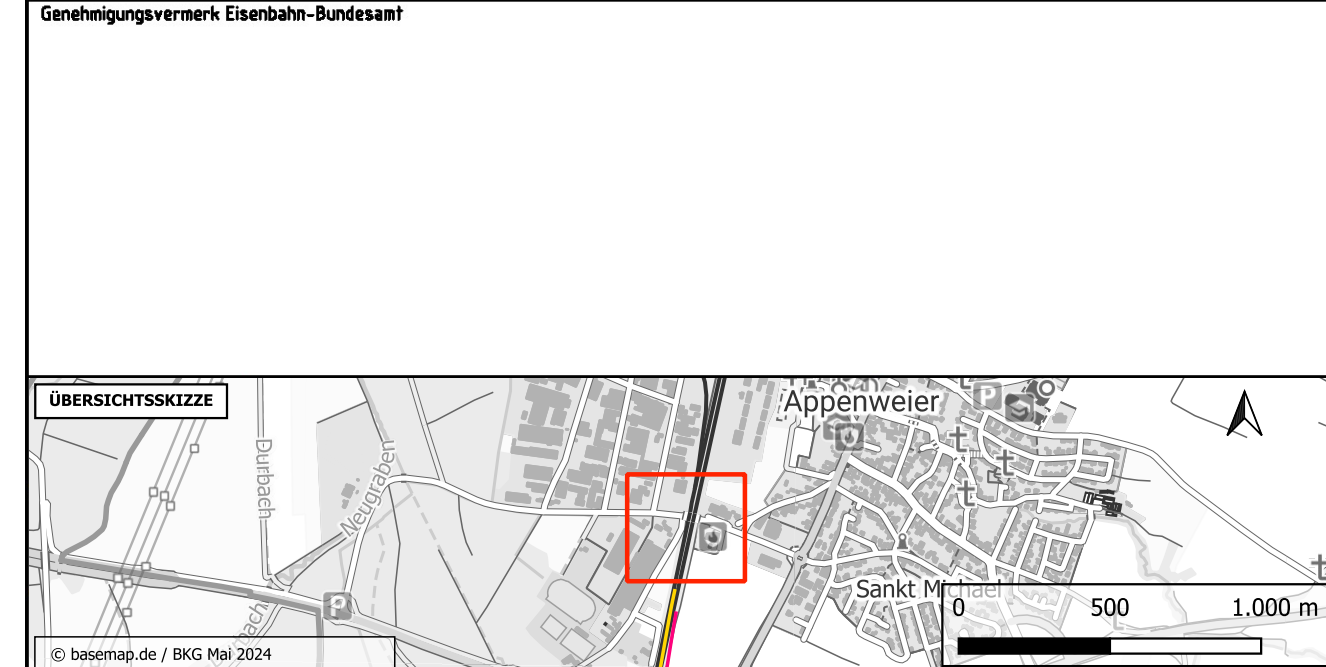 Genehmigungsvermerk Eisenbahn-Bundesamt
ÜBERSICHTSSKIZZE
Appenweier
P
Durbach
Neugraben
Sankt Michael
P
0 500 1.000 m
© basemap.de / BKG Mai 2024